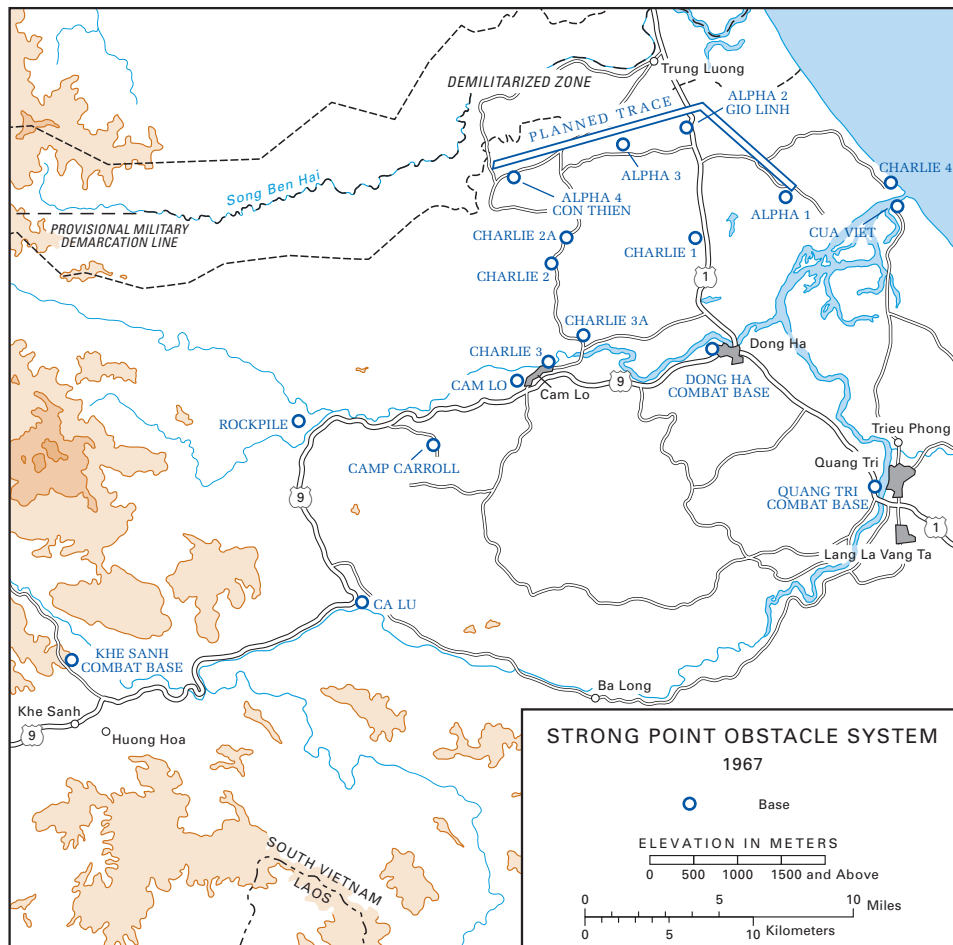 Trung Luong
DEMILITARIZED ZONE
ALPHA 2
GIO LINH
PLANNED TRACE
ALPHA 3
CHARLIE 4
Song Ben Hai
ALPHA 4
CON THIEN
ALPHA 1
PROVISIONAL MILITARY
DEMARCATION LINE
CUA VIET
CHARLIE 2A
CHARLIE 1
CHARLIE 2
1
CHARLIE 3A
Dong Ha
CHARLIE 3
CAM LO
Cam Lo
9
DONG HA
COMBAT BASE
ROCKPILE
Trieu Phong
CAMP CARROLL
Quang Tri
9
QUANG TRI
COMBAT BASE
1
Lang La Vang Ta
CA LU
KHE SANH
COMBAT BASE
Ba Long
Khe Sanh
9
Huong Hoa
SOUTH VIETNAM
LAOS
STRONG POINT OBSTACLE SYSTEM
1967
Base
ELEVATION IN METERS
0 500 1000 1500 and Above
0 5 10
Miles
0 5 10 Kilometers